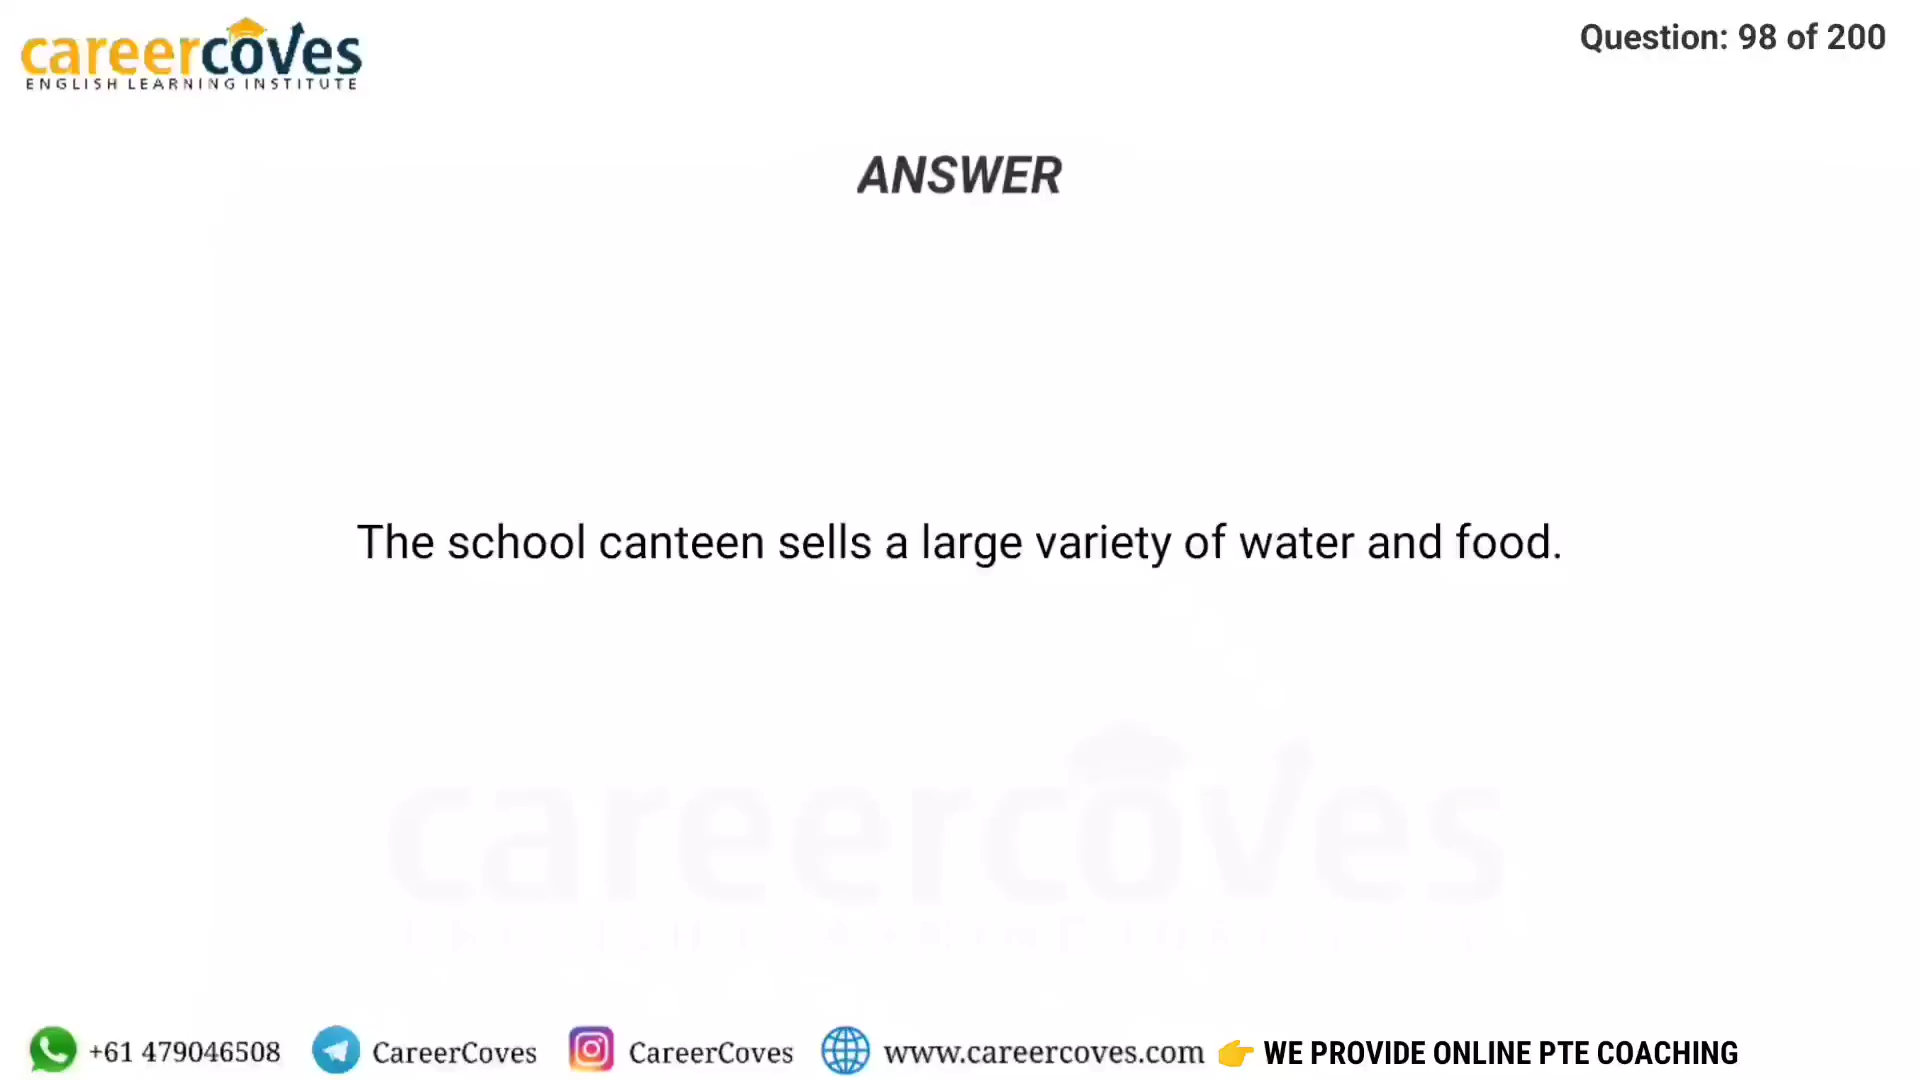 careercoves
ENGLISH LEARNING INSTITUTE
Question: 98 of 200
ANSWER
The school canteen sells a large variety of water and food.
careercoves
+61 479046508 CareerCoves CareerCoves www.careercoves.com 👉 WE PROVIDE ONLINE PTE COACHING